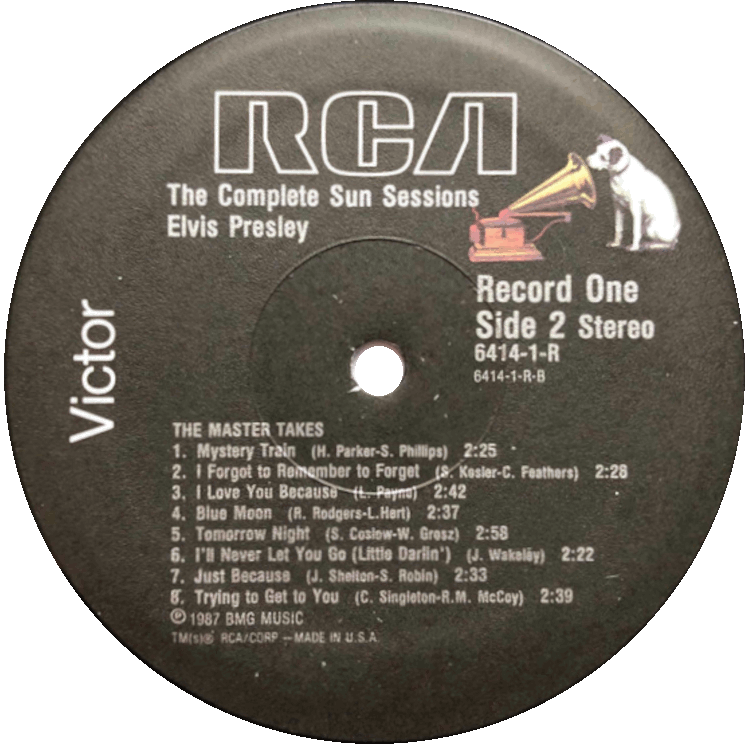 RCA
The Complete Sun Sessions
Elvis Presley
Victor
Record One
Side 2 Stereo
6414-1-R
6414-1-R-B
THE MASTER TAKES
1. Mystery Train (H. Parker-S. Phillips) 2:25
2. I Forgot to Remember to Forget (S. Kesler-C. Feathers) 2:28
3. I Love You Because (L. Payne) 2:42
4. Blue Moon (R. Rodgers-L.Hert) 2:37
5. Tomorrow Night (S. Coslow-W. Grosz) 2:58
6. I'll Never Let You Go (Little Darlin') (J. Wakeley) 2:22
7. Just Because (J. Shelton-S. Robin) 2:33
8. Trying to Get to You (C. Singleton-R.M. McCoy) 2:39
℗ 1987 BMG MUSIC
TM(s)® RCA/CORP — MADE IN U.S.A.